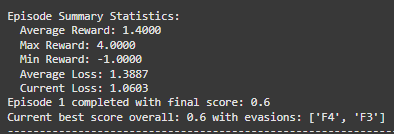 Episode Summary Statistics:
Average Reward: 1.4000
Max Reward: 4.0000
Min Reward: -1.0000
Average Loss: 1.3887
Current Loss: 1.0603
Episode 1 completed with final score: 0.6
Current best score overall: 0.6 with evasions: ['F4', 'F3']
--------------------------------------------------------------------------------